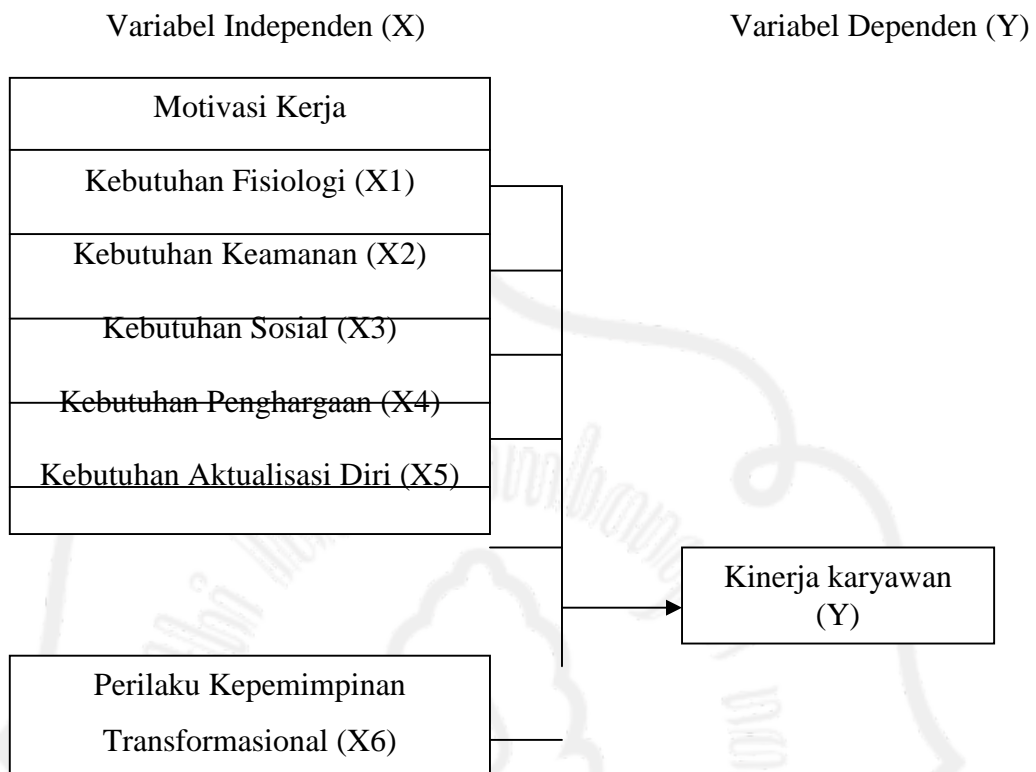 Variabel Independen (X)
Variabel Dependen (Y)
Motivasi Kerja
Kebutuhan Fisiologi (X1)
Kebutuhan Keamanan (X2)
Kebutuhan Sosial (X3)
Kebutuhan Penghargaan (X4)
Kebutuhan Aktualisasi Diri (X5)
Kinerja karyawan
(Y)
Perilaku Kepemimpinan
Transformasional (X6)